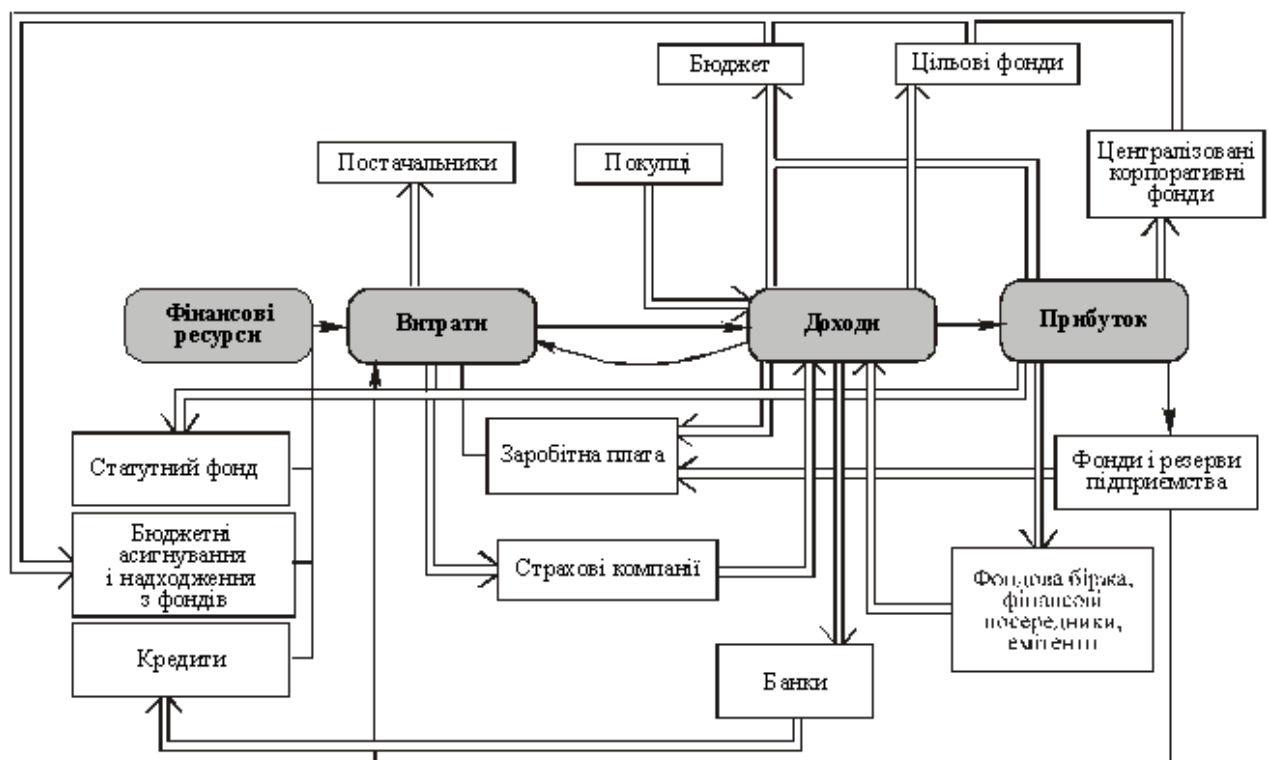 Бюджет
Цільові фонди
Постачальники
Покупці
Централізовані
корпоративні
фонди
Фінансові
ресурси
Витрати
Доходи
Прибуток
Статутний фонд
Заробітна плата
Фонди і резерви
підприємства
Бюджетні
асигнування
і надходження
з фондів
Страхові компанії
Фондова біржа,
фінансові
посередники,
емітенти
Кредити
Банки